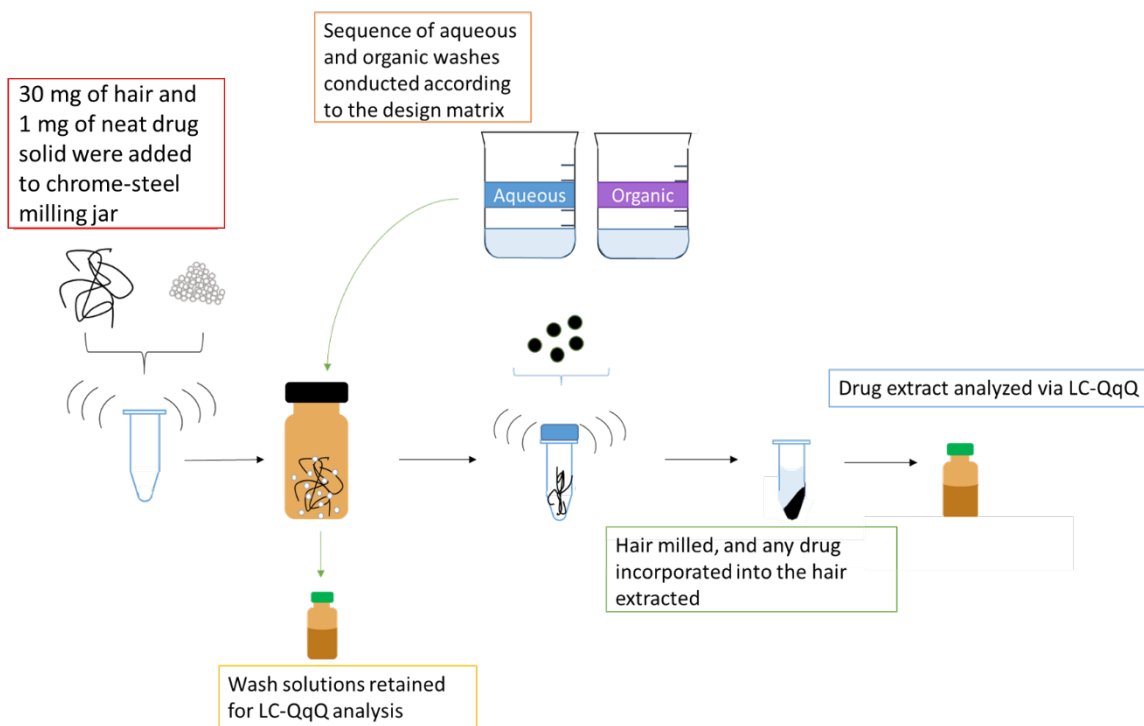 Sequence of aqueous
and organic washes
conducted according
to the design matrix
30 mg of hair and
1 mg of neat drug
solid were added
to chrome-steel
milling jar
Aqueous
Organic
Drug extract analyzed via LC-QqQ
Hair milled, and any drug
incorporated into the hair
extracted
Wash solutions retained
for LC-QqQ analysis